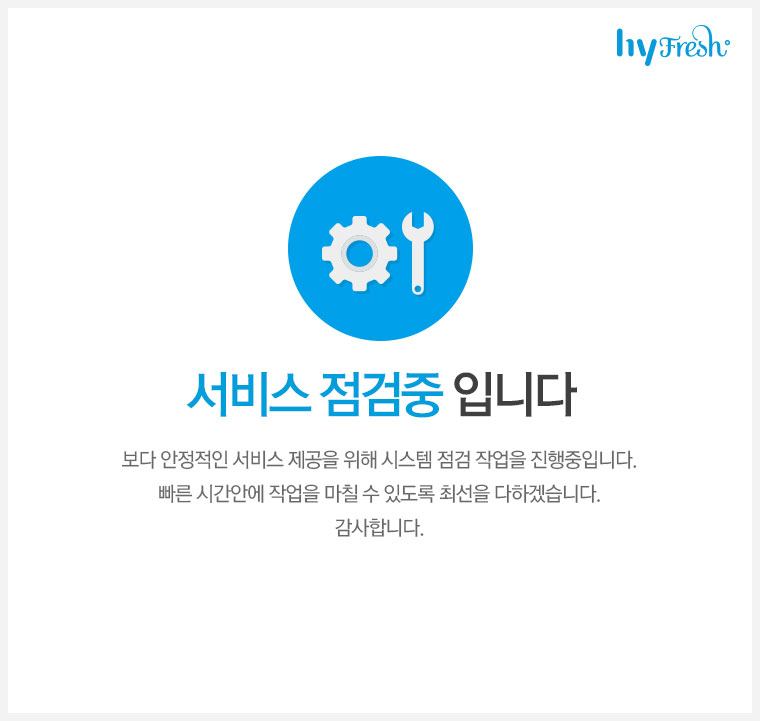 hy Fresh
서비스 점검중 입니다
보다 안정적인 서비스 제공을 위해 시스템 점검 작업을 진행중입니다.
빠른 시간안에 작업을 마칠 수 있도록 최선을 다하겠습니다.
감사합니다.